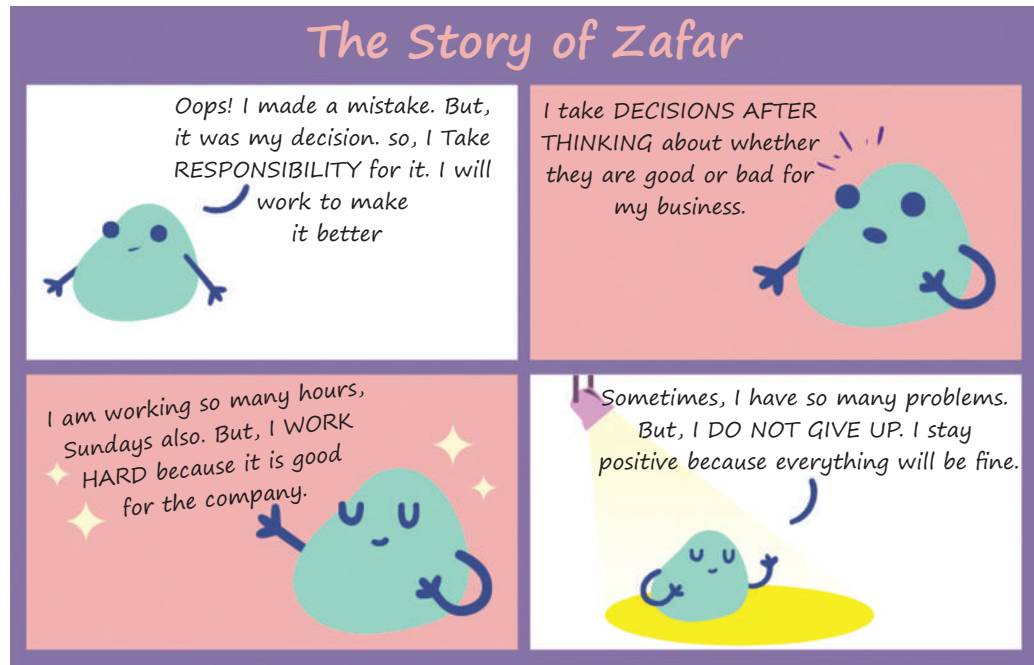 The Story of Zafar
Oops! I made a mistake. But,
it was my decision. so, I Take
RESPONSIBILITY for it. I will
work to make
it better
I take DECISIONS AFTER
THINKING about whether
they are good or bad for
my business.
I am working so many hours,
Sundays also. But, I WORK
HARD because it is good
for the company.
Sometimes, I have so many problems.
But, I DO NOT GIVE UP. I stay
positive because everything will be fine.